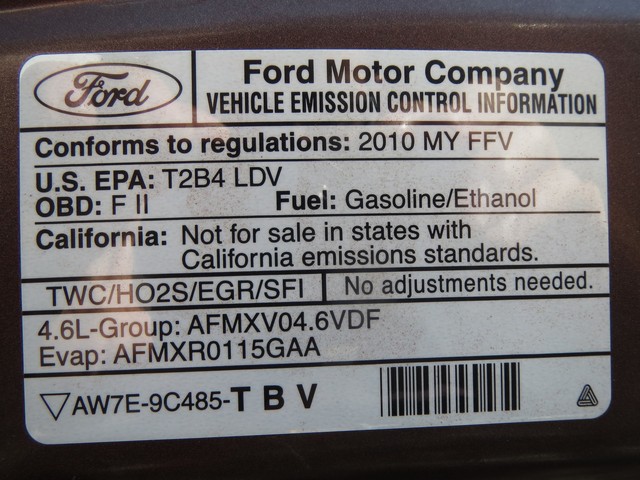 Ford
Ford Motor Company
VEHICLE EMISSION CONTROL INFORMATION
Conforms to regulations: 2010 MY FFV
U.S. EPA: T2B4 LDV
OBD: F II Fuel: Gasoline/Ethanol
California: Not for sale in states with
California emissions standards.
TWC/HO2S/EGR/SFI No adjustments needed.
4.6L-Group: AFMXV04.6VDF
Evap: AFMXR0115GAA
AW7E-9C485-T B V